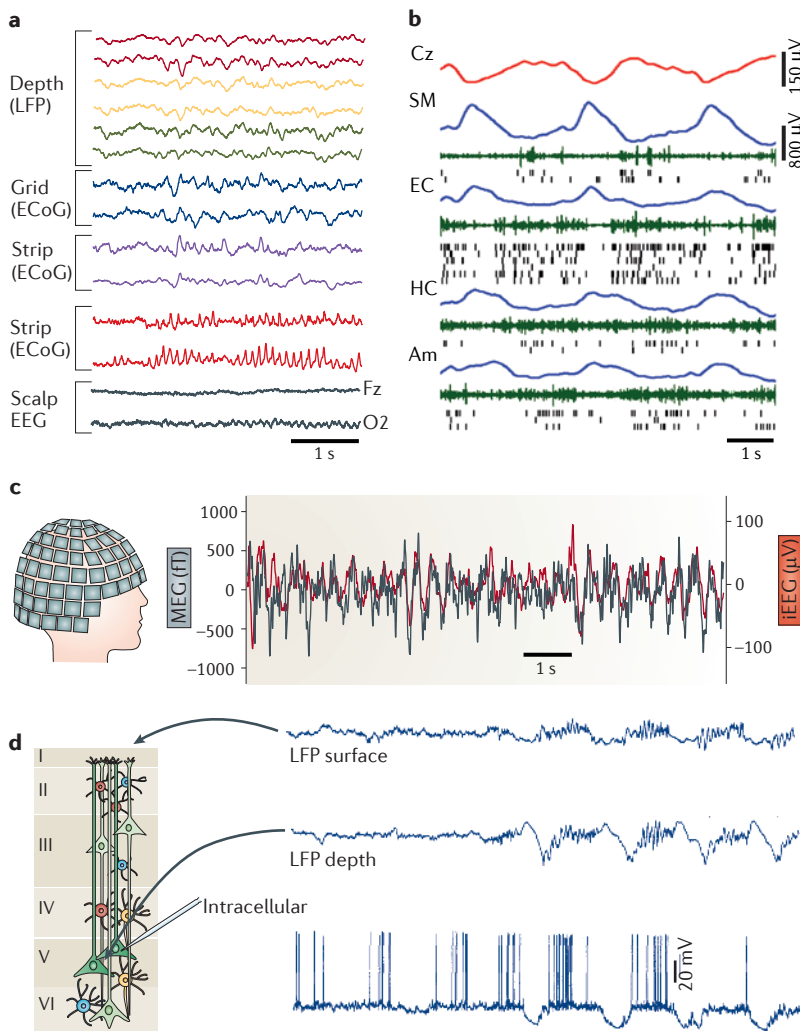 a
Depth
(LFP)
Grid
(ECoG)
Strip
(ECoG)
Strip
(ECoG)
Scalp
EEG
Fz
O2
1 s
b
Cz
150 μV
SM
800 μV
EC
HC
Am
1 s
c
MEG (fT)
1000
500
0
−500
−1000
1 s
100
0
−100
iEEG (μV)
d
I
II
III
IV
V
VI
LFP surface
LFP depth
Intracellular
20 mV